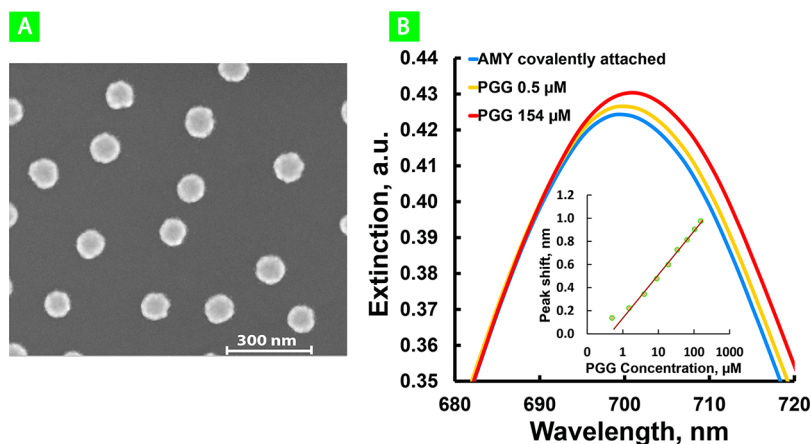 A
300 nm
B
Extinction, a.u.
0.44
0.43
0.42
0.41
0.40
0.39
0.38
0.37
0.36
0.35
AMY covalently attached
PGG 0.5 µM
PGG 154 µM
Peak shift, nm
1.2
1.0
0.8
0.6
0.4
0.2
0.0
0 1 10 100 1000
PGG Concentration, µM
680 690 700 710 720
Wavelength, nm